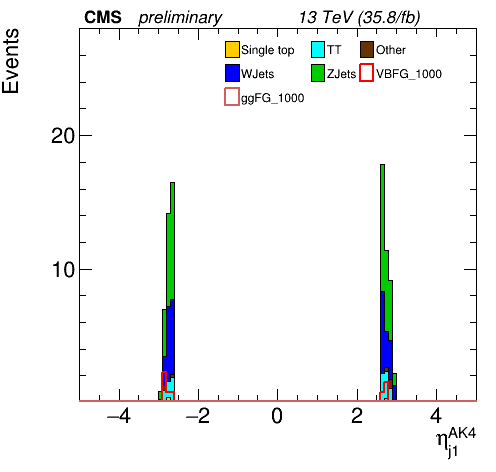 CMS preliminary 13 TeV (35.8/fb)
Events
Single top TT Other
WJets ZJets VBFG_1000
ggFG_1000
20
10
−4 −2 0 2 4
η j1 AK4